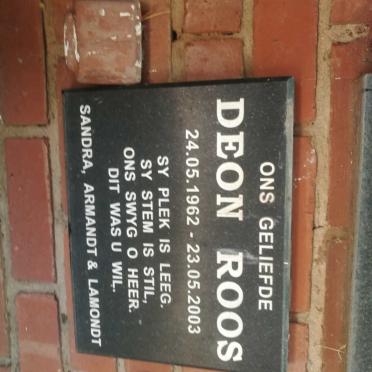 ONS GELIEFDE
DEON ROOS
24.05.1962 - 23.05.2003
SY PLEK IS LEEG.
SY STEM IS STIL,
ONS SWYG O HEER.
DIT WAS U WIL.
SANDRA, ARMANDT & LAMONDT